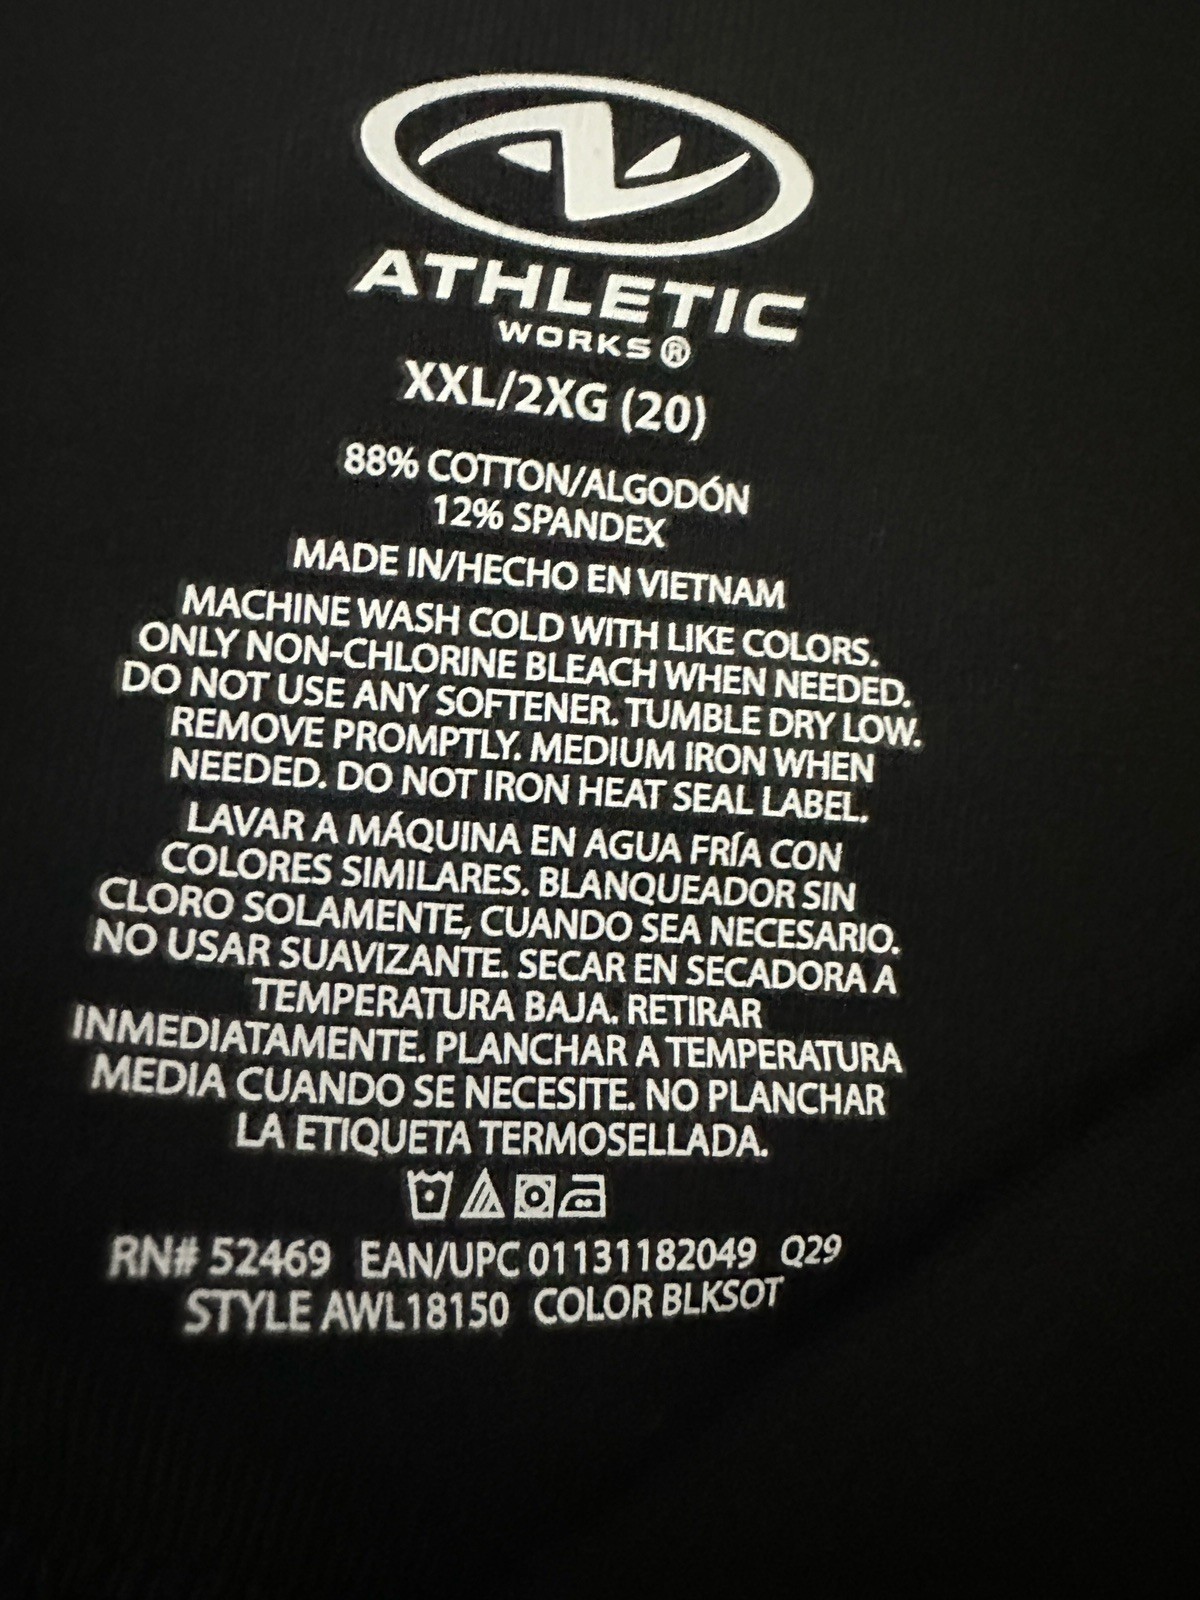 ATHLETIC
WORKS®
XXL/2XG (20)
88% COTTON/ALGODÓN
12% SPANDEX
MADE IN/HECHO EN VIETNAM
MACHINE WASH COLD WITH LIKE COLORS.
ONLY NON-CHLORINE BLEACH WHEN NEEDED.
DO NOT USE ANY SOFTENER. TUMBLE DRY LOW.
REMOVE PROMPTLY. MEDIUM IRON WHEN
NEEDED. DO NOT IRON HEAT SEAL LABEL.
LAVAR A MÁQUINA EN AGUA FRÍA CON
COLORES SIMILARES. BLANQUEADOR SIN
CLORO SOLAMENTE, CUANDO SEA NECESARIO.
NO USAR SUAVIZANTE. SECAR EN SECADORA A
TEMPERATURA BAJA. RETIRAR
INMEDIATAMENTE. PLANCHAR A TEMPERATURA
MEDIA CUANDO SE NECESITE. NO PLANCHAR
LA ETIQUETA TERMOSELLADA.
RN# 52469 EAN/UPC 01131182049 Q29
STYLE AWL18150 COLOR BLKSOT